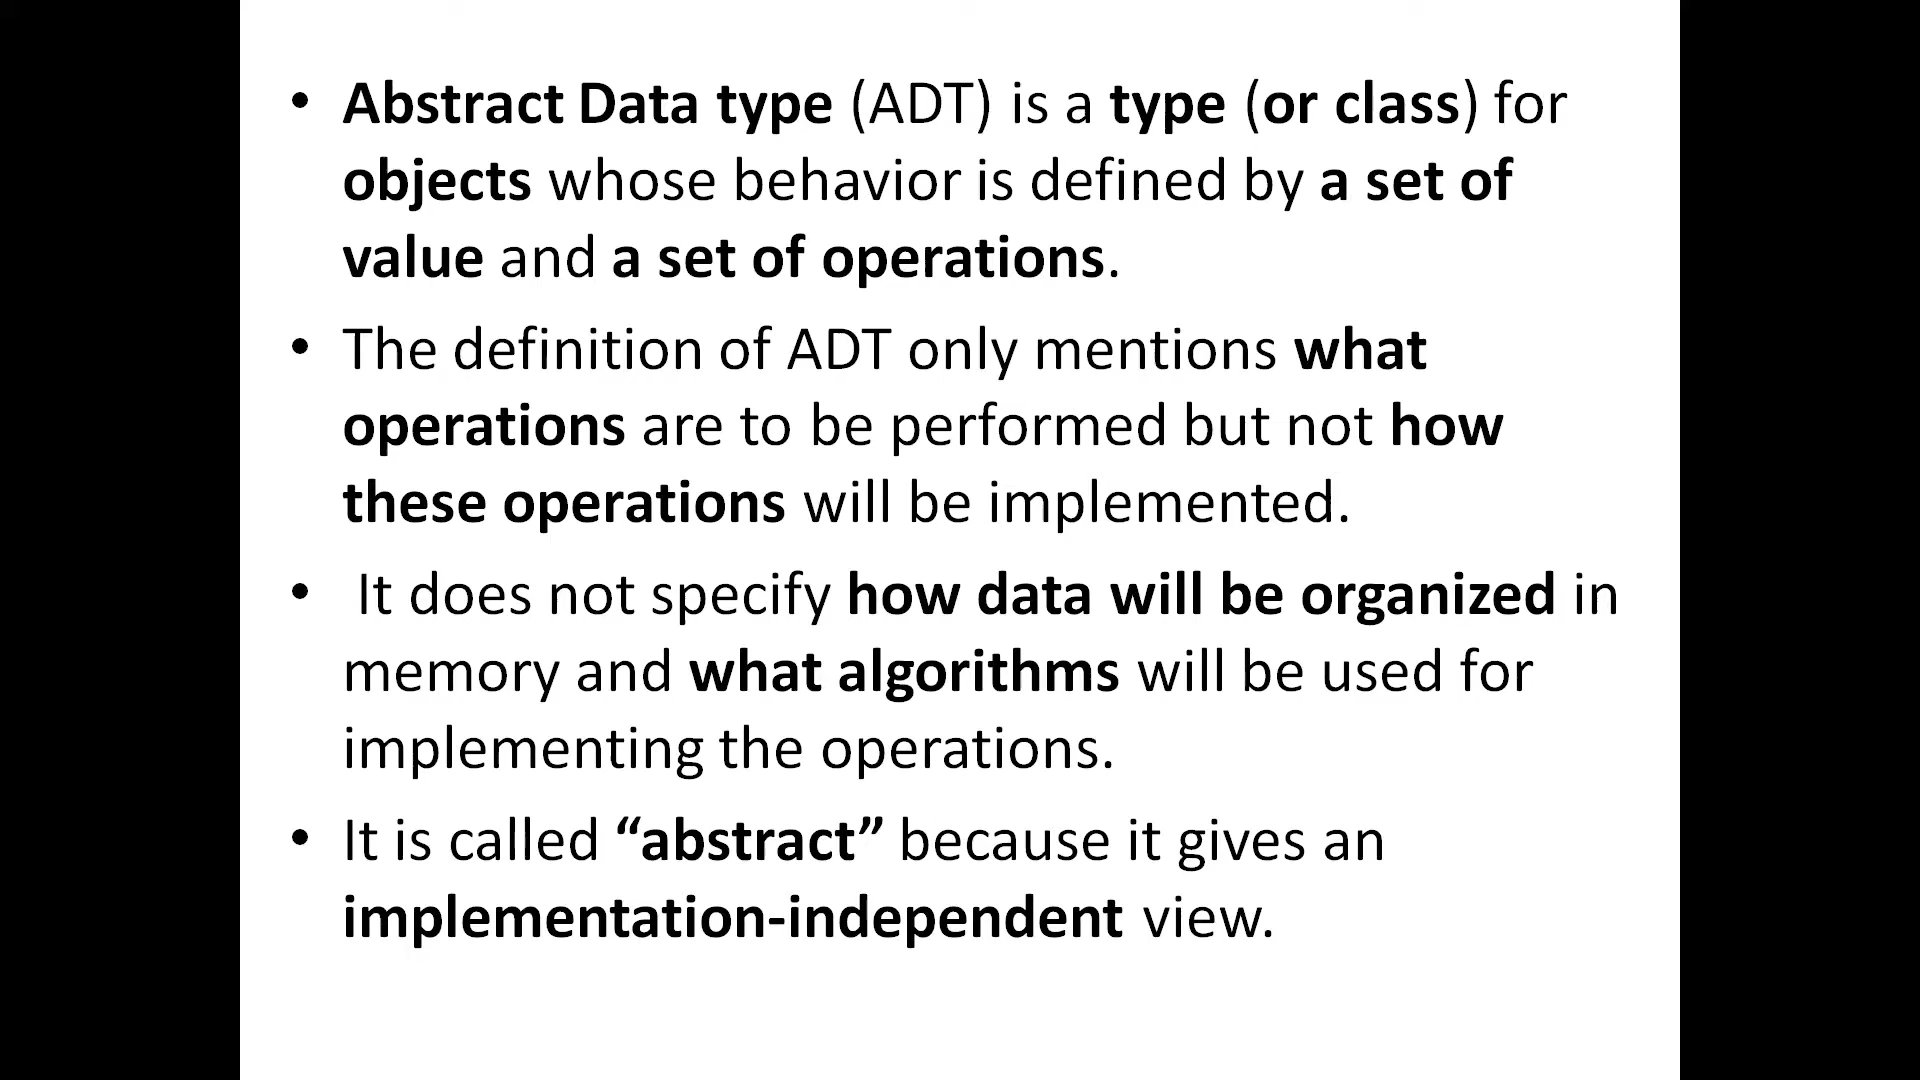 • Abstract Data type (ADT) is a type (or class) for
objects whose behavior is defined by a set of
value and a set of operations.
• The definition of ADT only mentions what
operations are to be performed but not how
these operations will be implemented.
• It does not specify how data will be organized in
memory and what algorithms will be used for
implementing the operations.
• It is called “abstract” because it gives an
implementation-independent view.